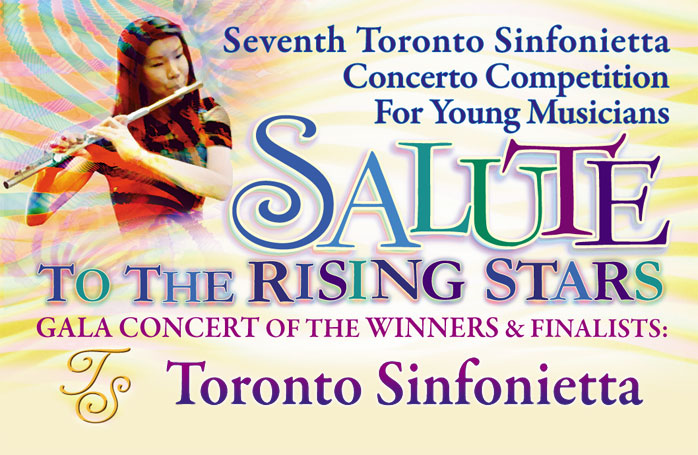 Seventh Toronto Sinfonietta
Concerto Competition
For Young Musicians
SALUTE
TO THE RISING STARS
GALA CONCERT OF THE WINNERS & FINALISTS:
TS
Toronto Sinfonietta